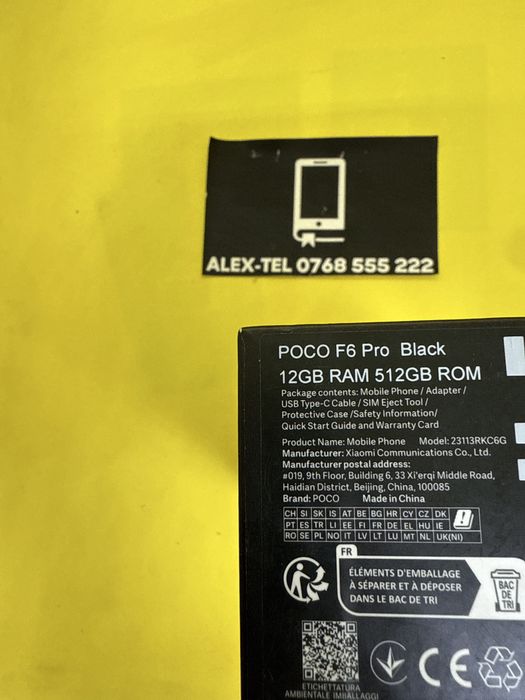 ALEX-TEL 0768 555 222
POCO F6 Pro Black
12GB RAM 512GB ROM
Package contents: Mobile Phone / Adapter /
USB Type-C Cable / SIM Eject Tool /
Protective Case /Safety Information/
Quick Start Guide and Warranty Card
Product Name: Mobile Phone Model: 23113RKC6G
Manufacturer: Xiaomi Communications Co., Ltd.
Manufacturer postal address:
#019, 9th Floor, Building 6, 33 Xi'erqi Middle Road,
Haidian District, Beijing, China, 100085
Brand: POCO Made in China
CH SI SK IS AT BE BG HR CY CZ DK
PT ES TR LI EE FI FR DE EL HU IE
RO SE PL NO IT LV LT LU MT NL UK(NI)
FR
ÉLÉMENTS D'EMBALLAGE
À SÉPARER ET À DÉPOSER
DANS LE BAC DE TRI
BAC
DE
TRI
CE
ETICHETTATURA
AMBIENTALE IMBALLAGGI